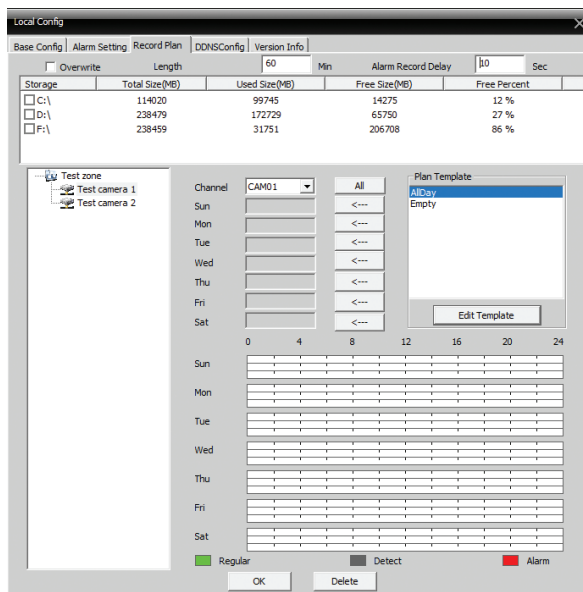 Local Config
Base Config Alarm Setting Record Plan DDNSConfig Version Info
Overwrite Length 60 Min Alarm Record Delay 10 Sec
Storage Total Size(MB) Used Size(MB) Free Size(MB) Free Percent
C:\ 114020 99745 14275 12 %
D:\ 238479 172729 65750 27 %
F:\ 238459 31751 206708 86 %
Test zone
Test camera 1
Test camera 2
Channel CAM01 All
Sun <---
Mon <---
Tue <---
Wed <---
Thu <---
Fri <---
Sat <---
Plan Template
AllDay
Empty
Edit Template
0 4 8 12 16 20 24
Sun
Mon
Tue
Wed
Thu
Fri
Sat
Regular Detect Alarm
OK Delete